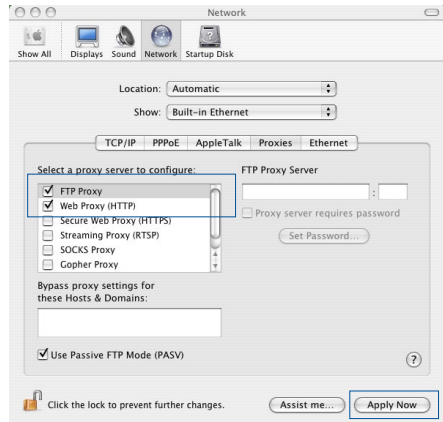 Network
Show All Displays Sound Network Startup Disk
Location: Automatic
Show: Built-in Ethernet
TCP/IP PPPoE AppleTalk Proxies Ethernet
Select a proxy server to configure:
FTP Proxy
Web Proxy (HTTP)
Secure Web Proxy (HTTPS)
Streaming Proxy (RTSP)
SOCKS Proxy
Gopher Proxy
FTP Proxy Server
:
Proxy server requires password
Set Password...
Bypass proxy settings for
these Hosts & Domains:
Use Passive FTP Mode (PASV)
?
Click the lock to prevent further changes.
Assist me...
Apply Now